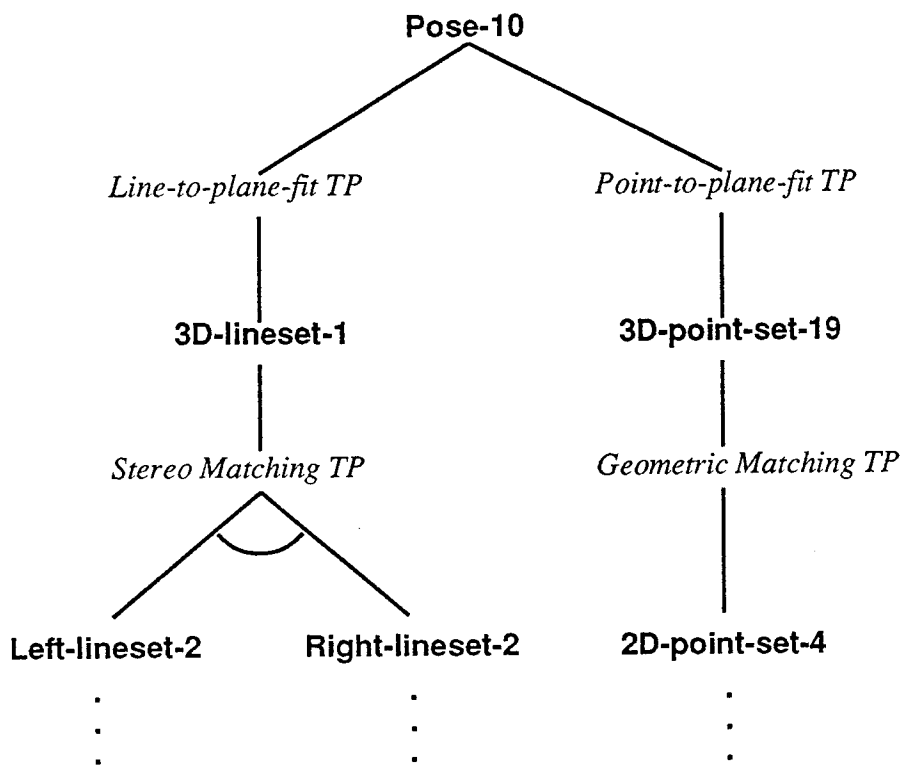 Pose-10
Line-to-plane-fit TP
Point-to-plane-fit TP
3D-lineset-1
3D-point-set-19
Stereo Matching TP
Geometric Matching TP
Left-lineset-2
Right-lineset-2
2D-point-set-4